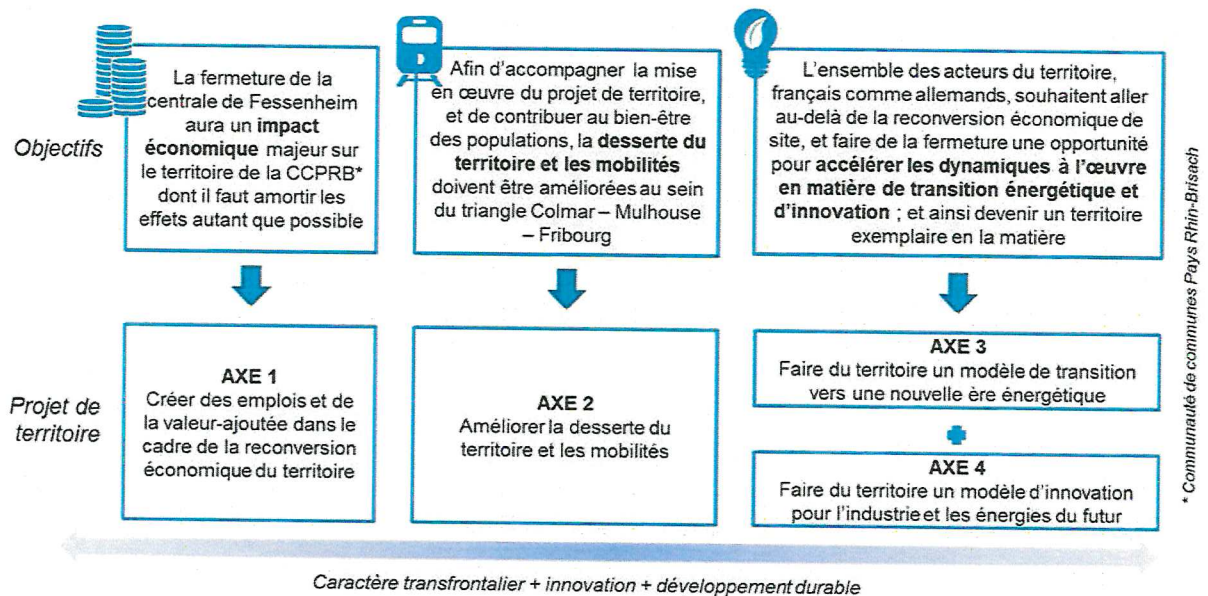 Objectifs
La fermeture de la
centrale de Fessenheim
aura un impact
économique majeur sur
le territoire de la CCPRB*
dont il faut amortir les
effets autant que possible
Afin d'accompagner la mise
en œuvre du projet de territoire,
et de contribuer au bien-être
des populations, la desserte du
territoire et les mobilités
doivent être améliorées au sein
du triangle Colmar – Mulhouse
– Fribourg
L'ensemble des acteurs du territoire,
français comme allemands, souhaitent aller
au-delà de la reconversion économique de
site, et faire de la fermeture une opportunité
pour accélérer les dynamiques à l'œuvre
en matière de transition énergétique et
d'innovation ; et ainsi devenir un territoire
exemplaire en la matière
Projet de
territoire
AXE 1
Créer des emplois et de
la valeur-ajoutée dans le
cadre de la reconversion
économique du territoire
AXE 2
Améliorer la desserte du
territoire et les mobilités
AXE 3
Faire du territoire un modèle de transition
vers une nouvelle ère énergétique
AXE 4
Faire du territoire un modèle d'innovation
pour l'industrie et les énergies du futur
* Communauté de communes Pays Rhin-Brisach
Caractère transfrontalier + innovation + développement durable